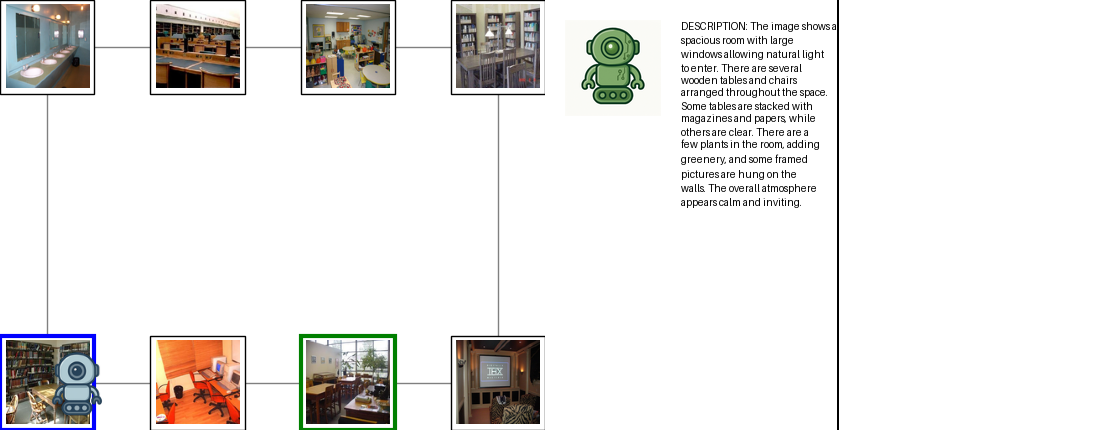 DESCRIPTION: The image shows a
spacious room with large
windows allowing natural light
to enter. There are several
wooden tables and chairs
arranged throughout the space.
Some tables are stacked with
magazines and papers, while
others are clear. There are a
few plants in the room, adding
greenery, and some framed
pictures are hung on the
walls. The overall atmosphere
appears calm and inviting.
THX